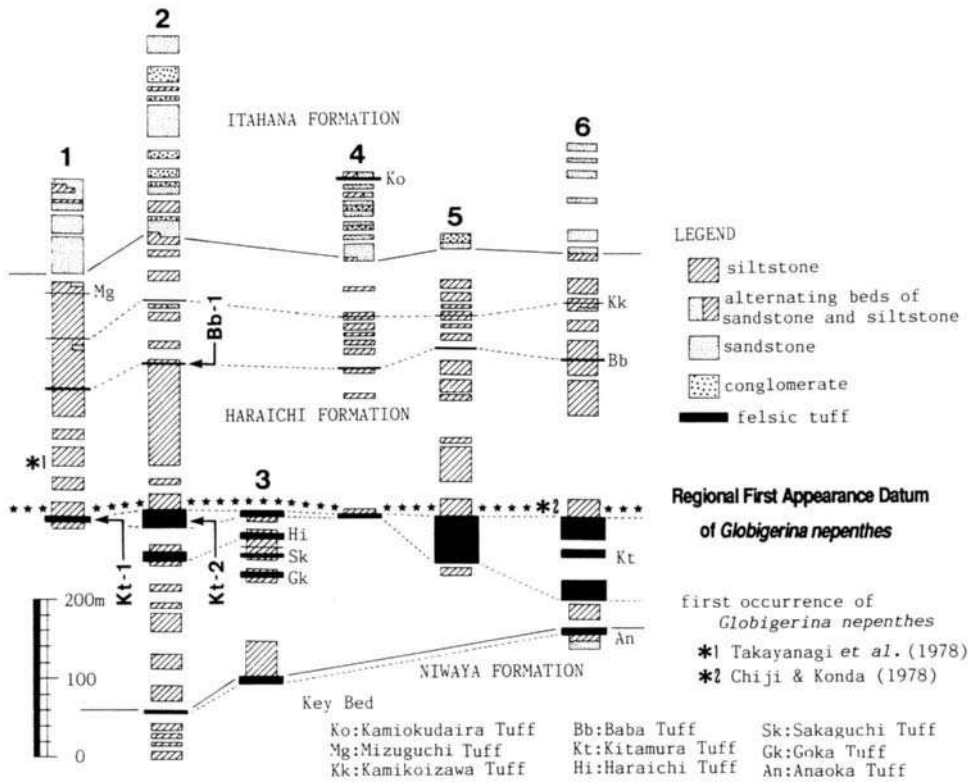 2
ITAHANA FORMATION
1
4
6
Ko
5
LEGEND
siltstone
alternating beds of
sandstone and siltstone
sandstone
conglomerate
felsic tuff
Mg
Kk
Bb-1
Bb
HARAICHI FORMATION
*1
3
*2
Regional First Appearance Datum
of Globigerina nepenthes
Hi
Sk
Gk
Kt
Kt-1
Kt-2
An
200m
100
0
first occurrence of
Globigerina nepenthes
*1 Takayanagi et al. (1978)
*2 Chiji & Konda (1978)
NIWAYA FORMATION
Key Bed
Ko:Kamiokudaira Tuff
Mg:Mizuguchi Tuff
Kk:Kamikoizawa Tuff
Bb:Baba Tuff
Kt:Kitamura Tuff
Hi:Haraichi Tuff
Sk:Sakaguchi Tuff
Gk:Goka Tuff
An:Anaoka Tuff